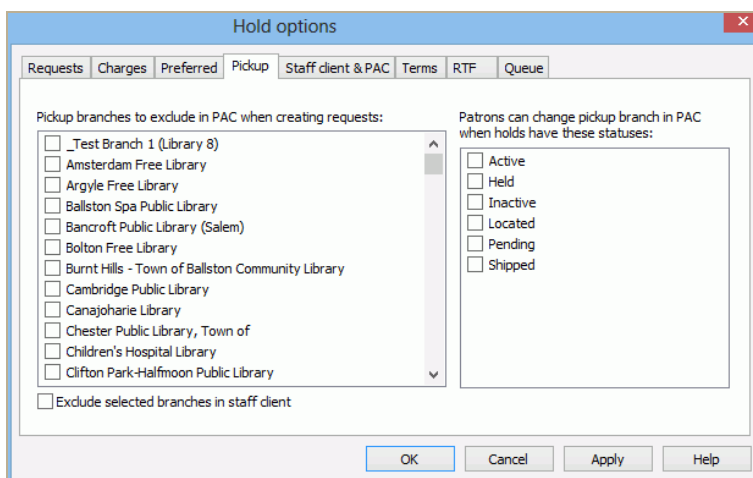 Hold options
Requests Charges Preferred Pickup Staff client & PAC Terms RTF Queue
Pickup branches to exclude in PAC when creating requests:
_Test Branch 1 (Library 8)
Amsterdam Free Library
Argyle Free Library
Ballston Spa Public Library
Bancroft Public Library (Salem)
Bolton Free Library
Burnt Hills - Town of Ballston Community Library
Cambridge Public Library
Canajoharie Library
Chester Public Library, Town of
Children's Hospital Library
Clifton Park-Halfmoon Public Library
Exclude selected branches in staff client
Patrons can change pickup branch in PAC
when holds have these statuses:
Active
Held
Inactive
Located
Pending
Shipped
OK Cancel Apply Help